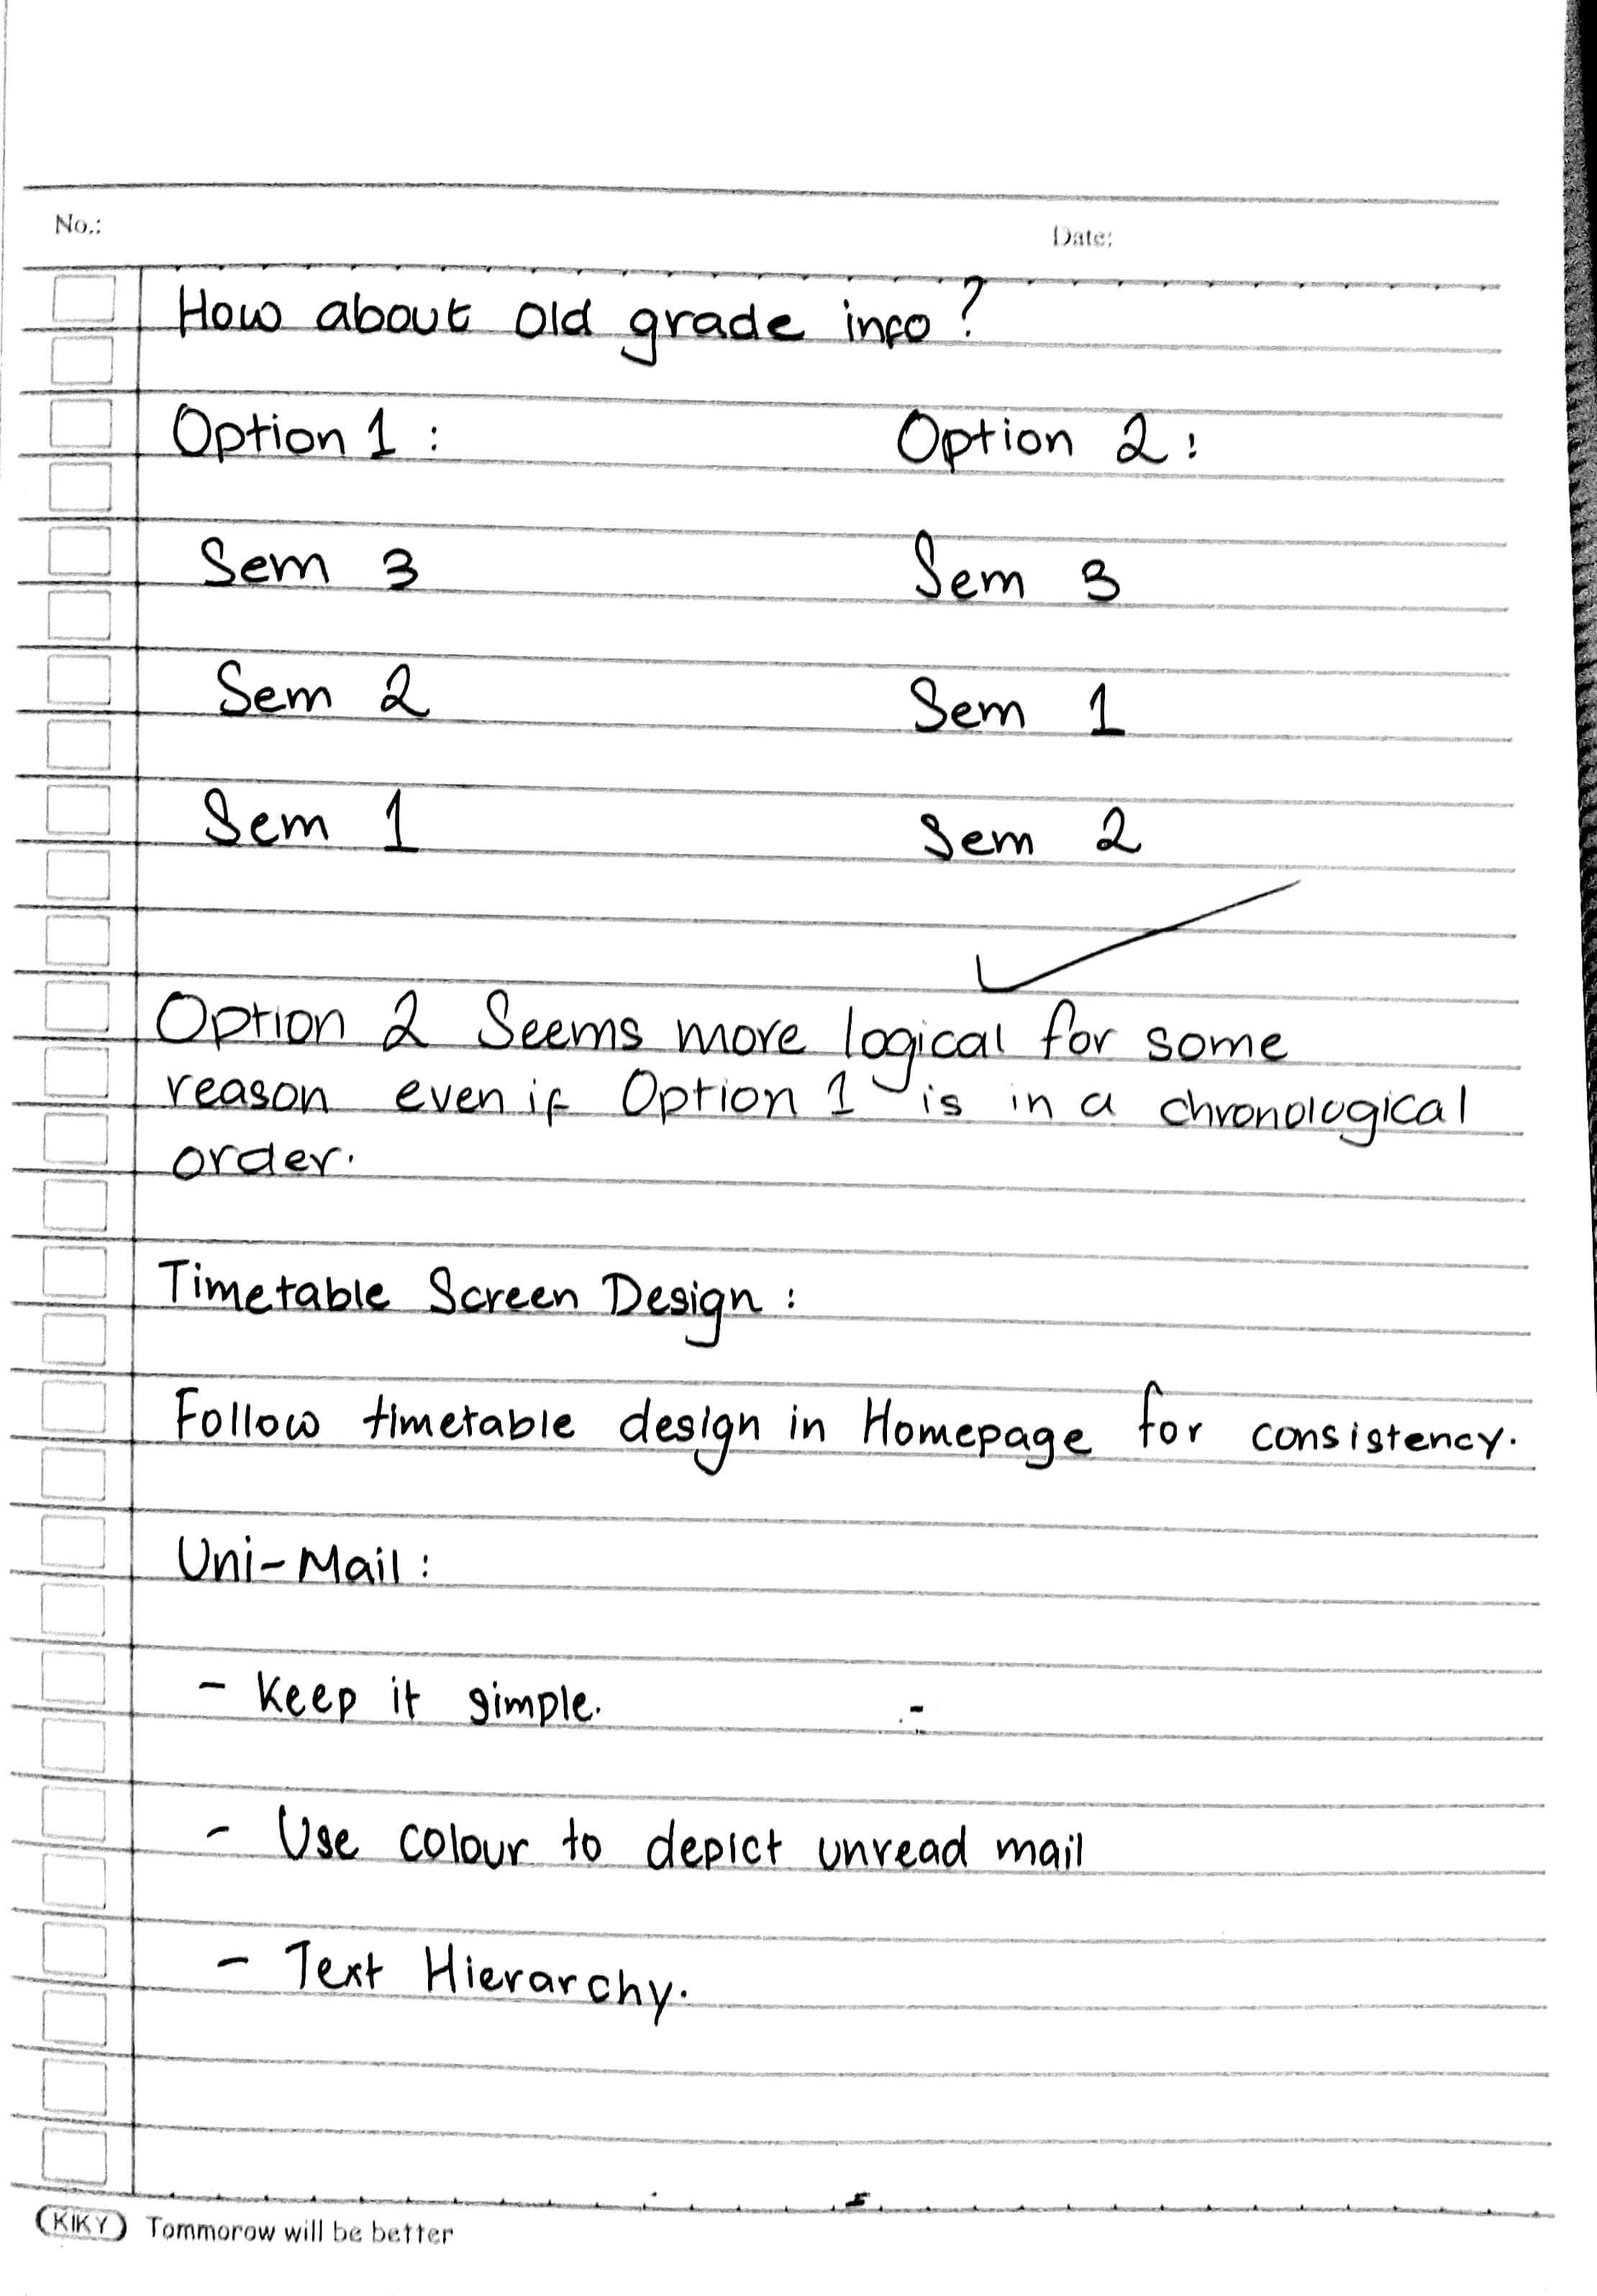 No.: Date:
How about old grade info?
Option 1 : Option 2 :
Sem 3 Sem 3
Sem 2 Sem 1
Sem 1 Sem 2
Option 2 Seems more logical for some
reason even if Option 1 is in a chronological
order.
Timetable Screen Design :
Follow timetable design in Homepage for consistency.
Uni-Mail :
- Keep it simple.
- Use colour to depict unread mail
- Text Hierarchy.
KIKY Tommorow will be better